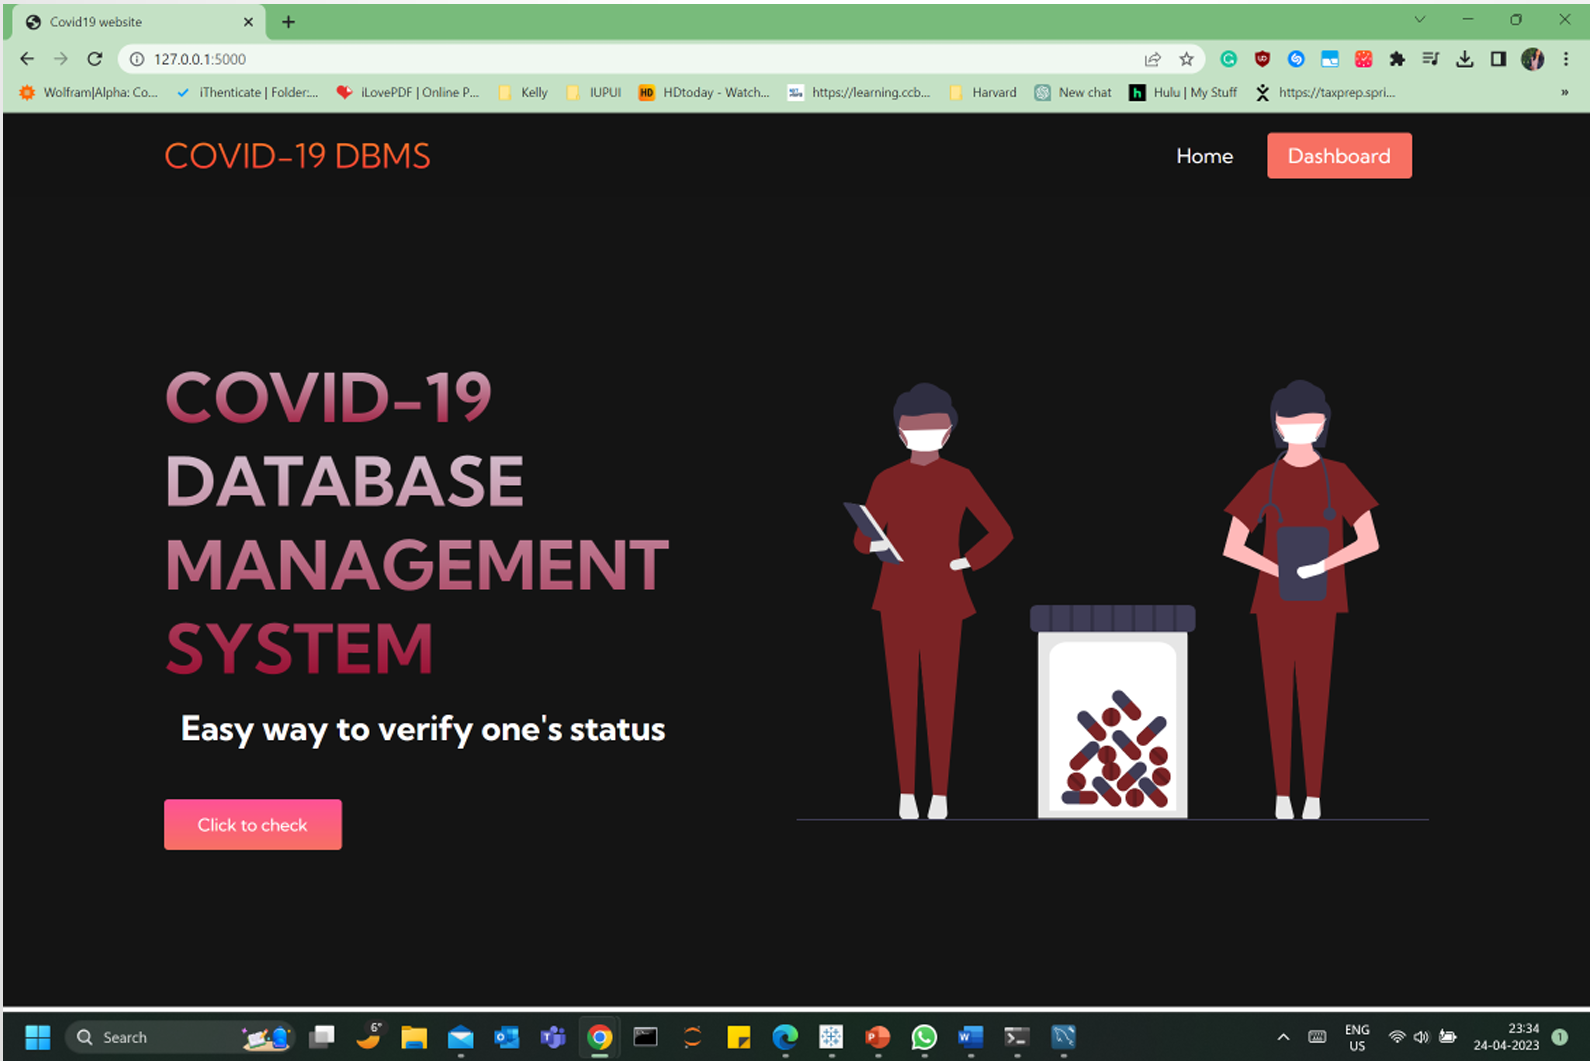 Covid19 website
127.0.0.1:5000
Wolfram|Alpha: Co... iThenticate | Folder:... iLovePDF | Online P... Kelly IUPUI HD HDtoday - Watch... https://learning.ccb... Harvard New chat h Hulu | My Stuff https://taxprep.spri... »
COVID-19 DBMS Home Dashboard
COVID-19
DATABASE
MANAGEMENT
SYSTEM
Easy way to verify one's status
Click to check
Search 6° ENG US 23:34 24-04-2023 1